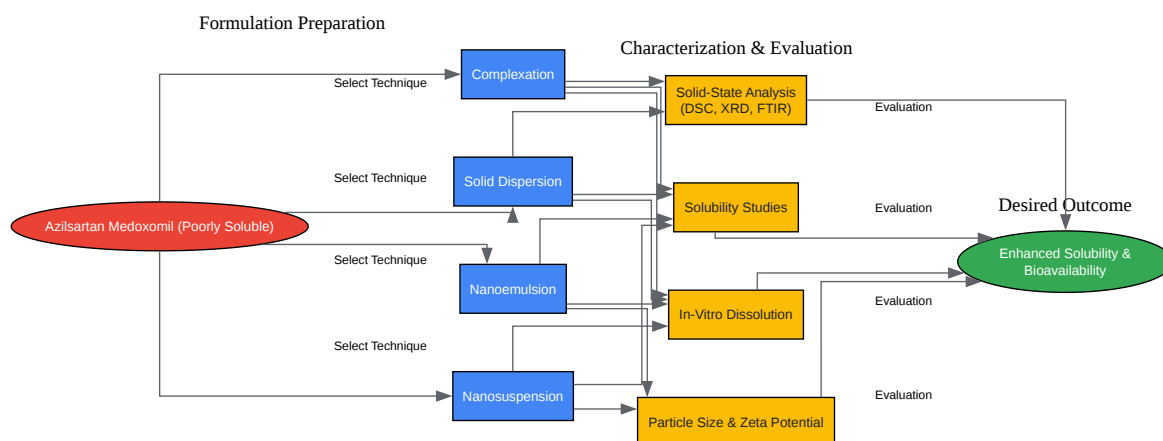 Formulation Preparation
Characterization & Evaluation
Complexation
Select Technique
Solid-State Analysis
(DSC, XRD, FTIR)
Evaluation
Solid Dispersion
Select Technique
Solubility Studies
Evaluation
Desired Outcome
Azilsartan Medoxomil (Poorly Soluble)
Enhanced Solubility &
Bioavailability
Select Technique
Nanoemulsion
In-Vitro Dissolution
Evaluation
Select Technique
Nanosuspension
Evaluation
Particle Size & Zeta Potential